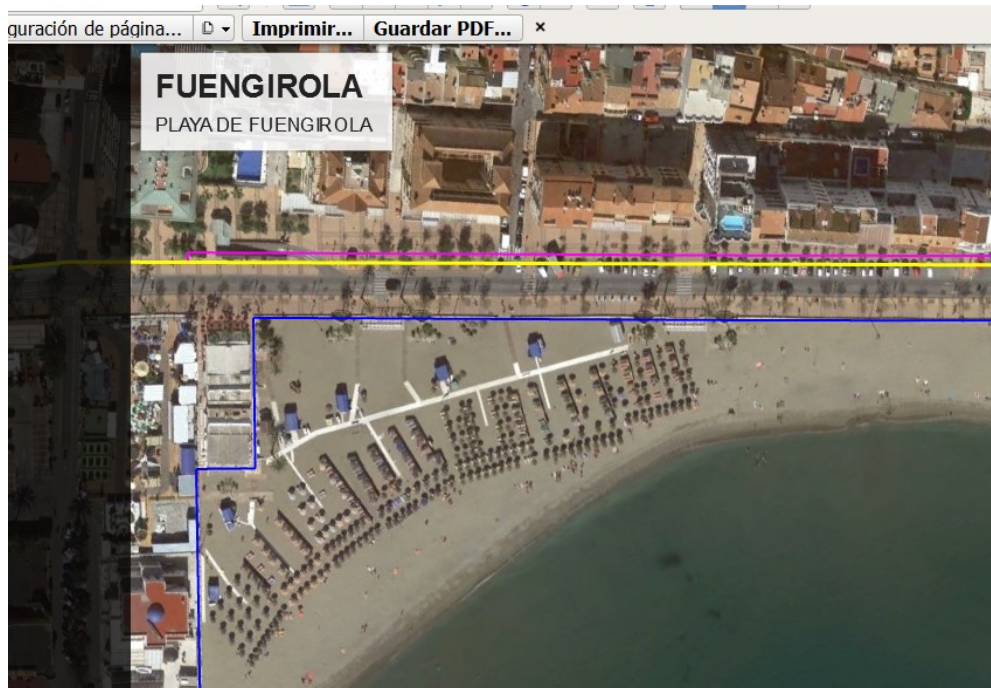 guración de página...
Imprimir...
Guardar PDF...
×
FUENGIROLA
PLAYA DE FUENGIROLA